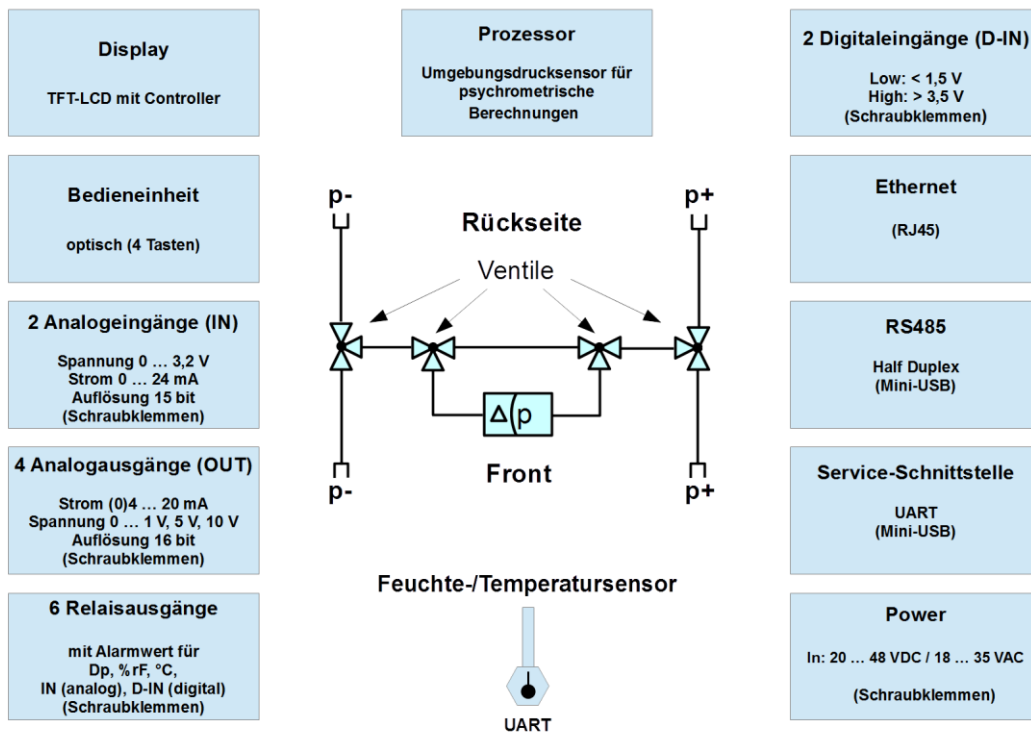 Display
TFT-LCD mit Controller
Prozessor
Umgebungsdrucksensor für
psychrometrische
Berechnungen
2 Digitaleingänge (D-IN)
Low: < 1,5 V
High: > 3,5 V
(Schraubklemmen)
Bedieneinheit
optisch (4 Tasten)
Ethernet
(RJ45)
2 Analogeingänge (IN)
Spannung 0 … 3,2 V
Strom 0 … 24 mA
Auflösung 15 bit
(Schraubklemmen)
RS485
Half Duplex
(Mini-USB)
4 Analogausgänge (OUT)
Strom (0)4 … 20 mA
Spannung 0 … 1 V, 5 V, 10 V
Auflösung 16 bit
(Schraubklemmen)
Service-Schnittstelle
UART
(Mini-USB)
6 Relaisausgänge
mit Alarmwert für
Dp, %rF, °C,
IN (analog), D-IN (digital)
(Schraubklemmen)
Power
In: 20 … 48 VDC / 18 … 35 VAC
(Schraubklemmen)
p-
p+
Rückseite
Ventile
Δ p
Front
p-
p+
Feuchte-/Temperatursensor
UART